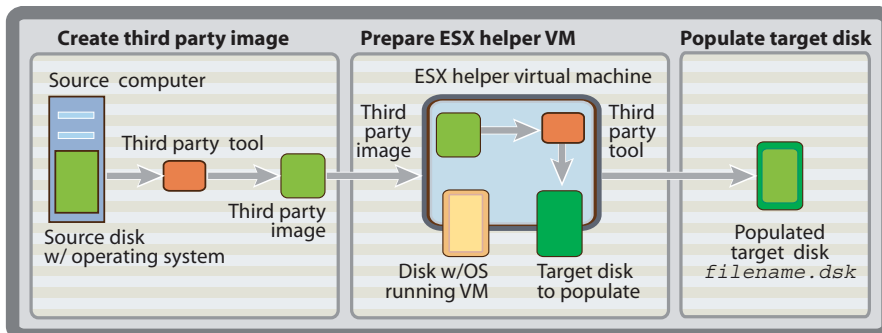 Create third party image
Source computer
Third party tool
Third party
image
Source disk
w/ operating system
Prepare ESX helper VM
ESX helper virtual machine
Third
party
image
Third
party
tool
Disk w/OS
running VM
Target disk
to populate
Populate target disk
Populated
target disk
filename.dsk